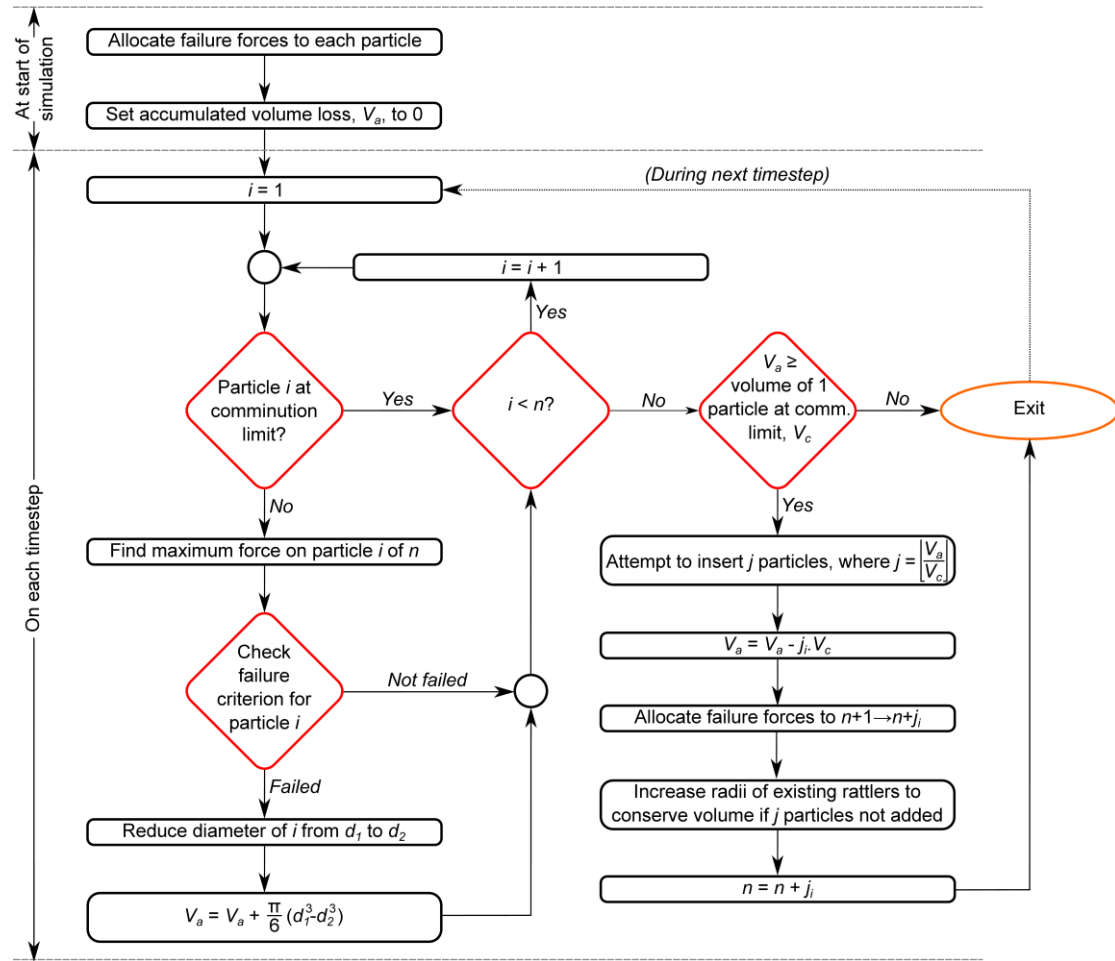 At start of
simulation
Allocate failure forces to each particle
Set accumulated volume loss, Vₐ, to 0
On each timestep
i = 1
(During next timestep)
i = i + 1
Yes
Particle i at
comminution
limit?
Yes
i < n?
No
Vₐ ≥
volume of 1
particle at comm.
limit, V_c
No
Exit
No
Yes
Find maximum force on particle i of n
Attempt to insert j particles, where j = ⌊Vₐ/V_c⌋
Check
failure
criterion for
particle i
Not failed
Vₐ = Vₐ - jᵢ.V_c
Allocate failure forces to n+1→n+jᵢ
Failed
Increase radii of existing rattlers to
conserve volume if j particles not added
Reduce diameter of i from d₁ to d₂
Vₐ = Vₐ + π/6 (d₁³-d₂³)
n = n + jᵢ